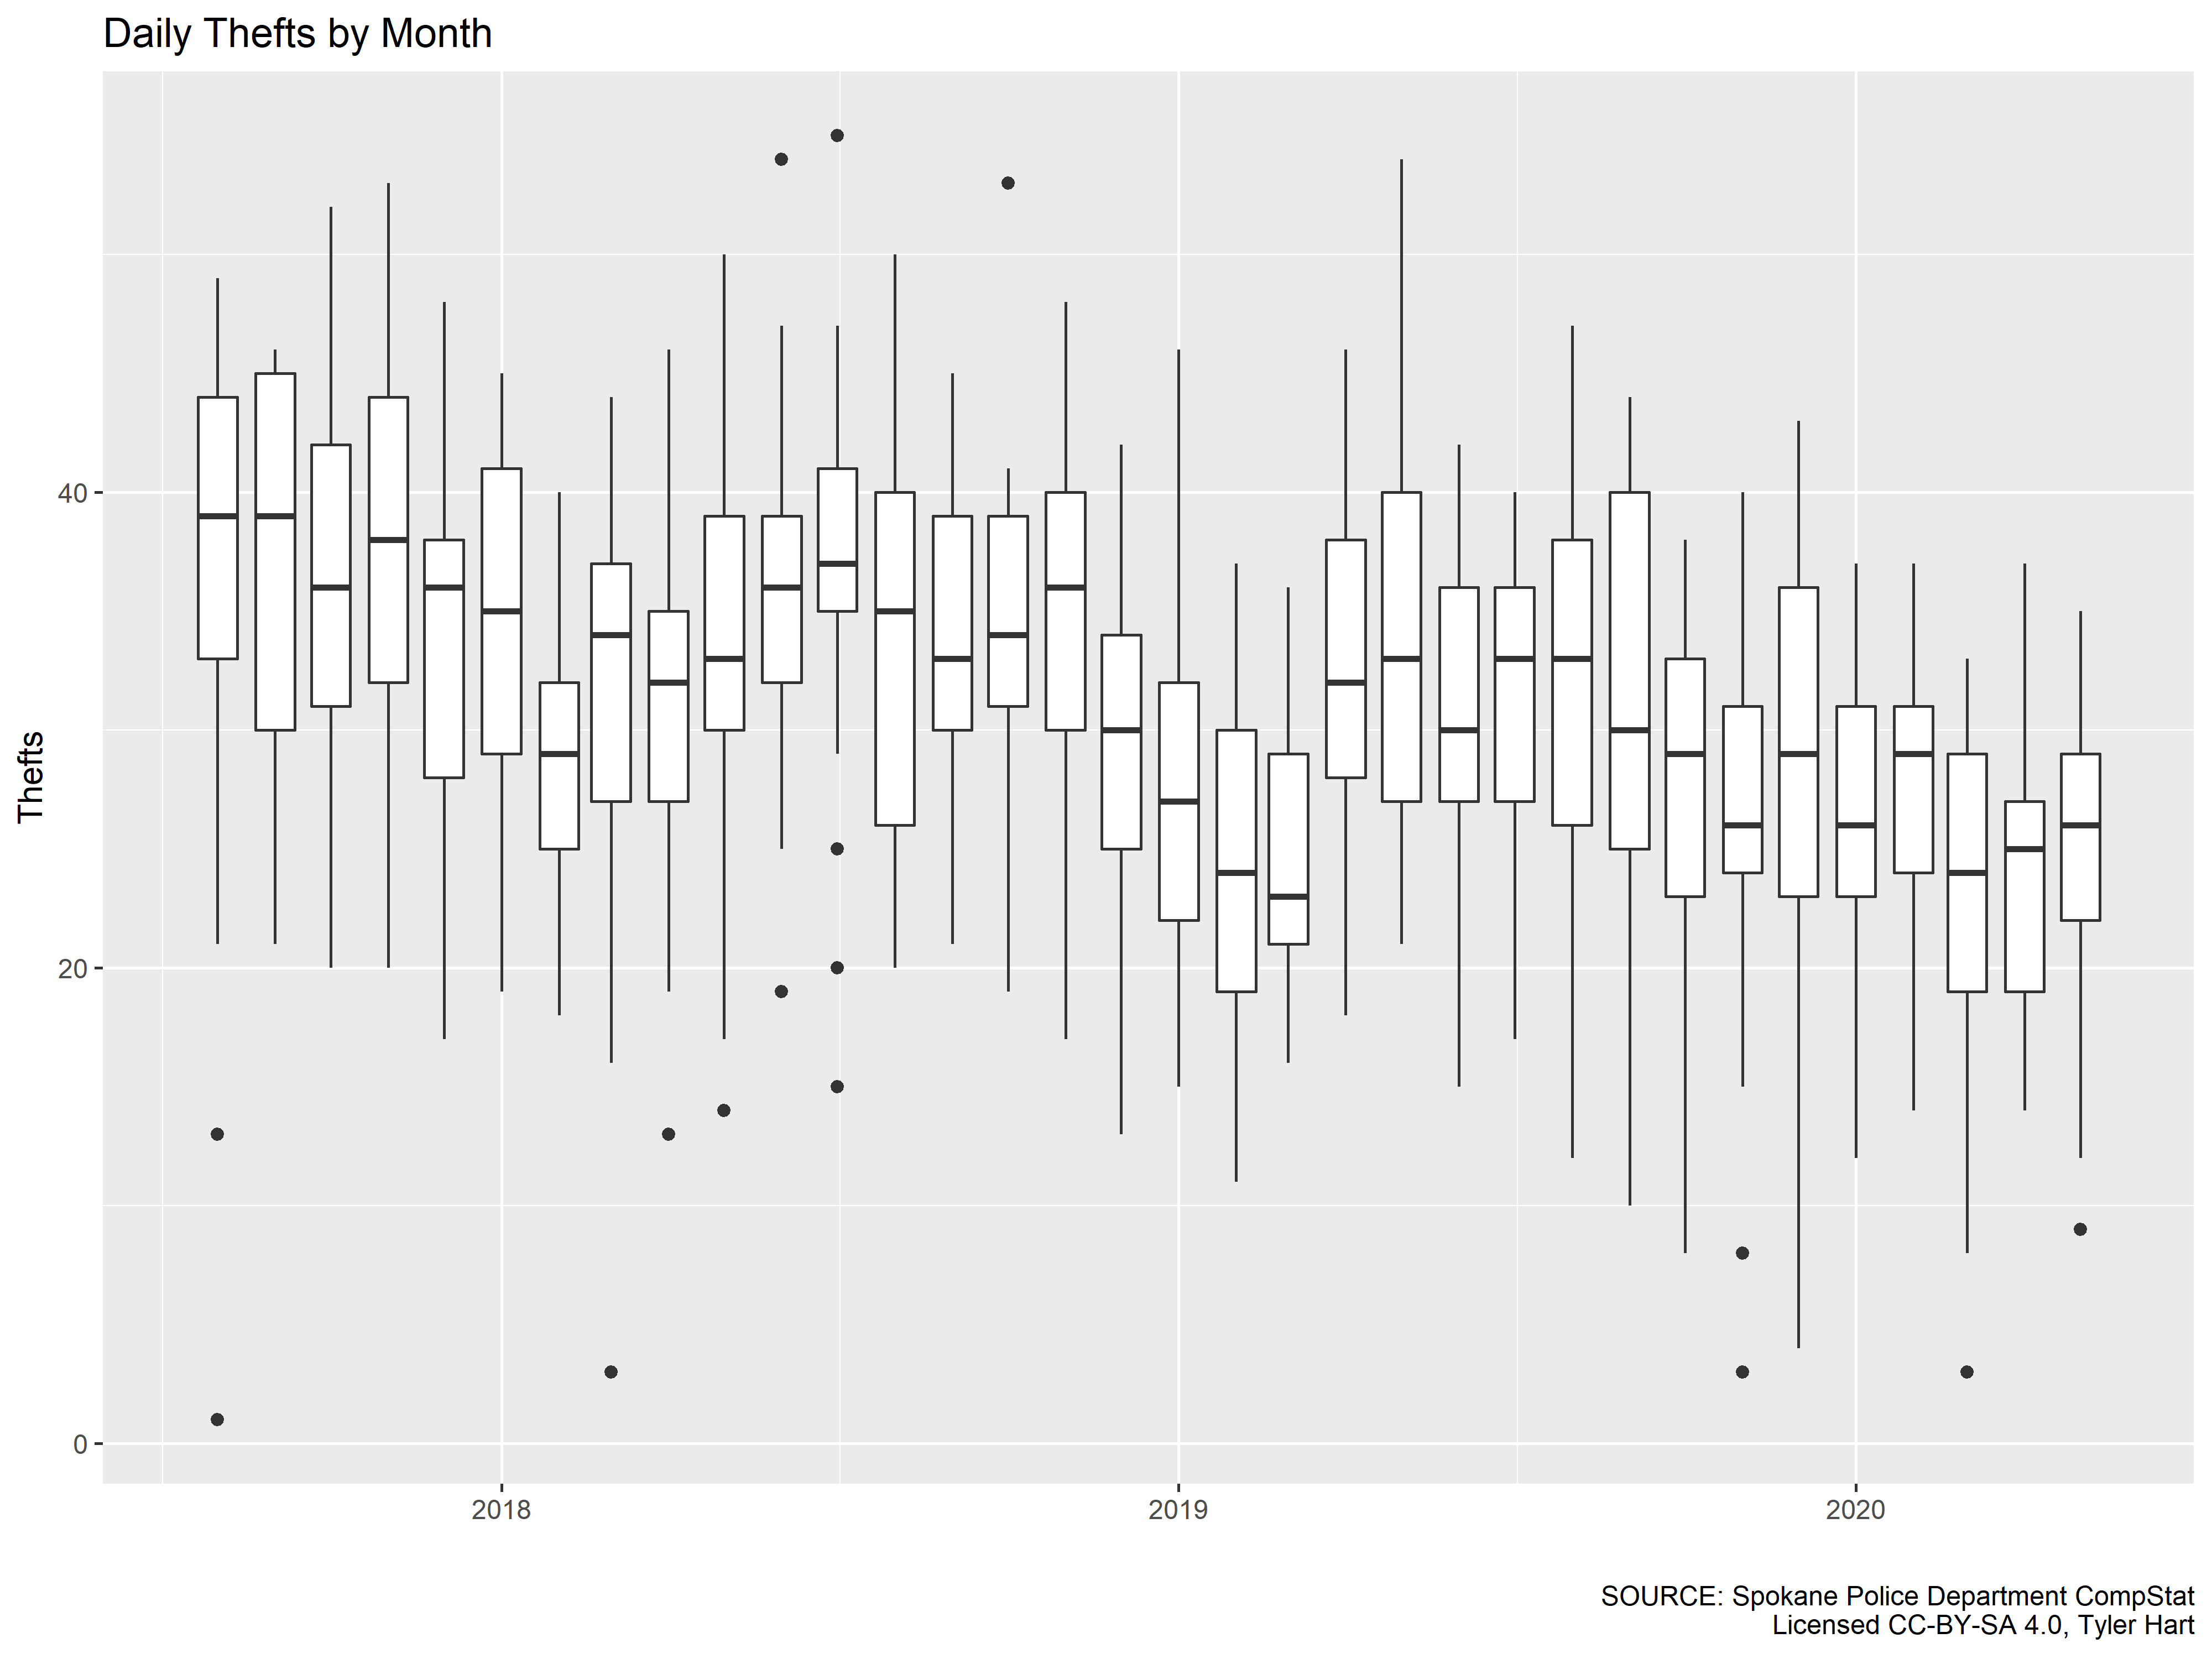 Daily Thefts by Month
Thefts
40
20
0
2018
2019
2020
SOURCE: Spokane Police Department CompStat
Licensed CC-BY-SA 4.0, Tyler Hart